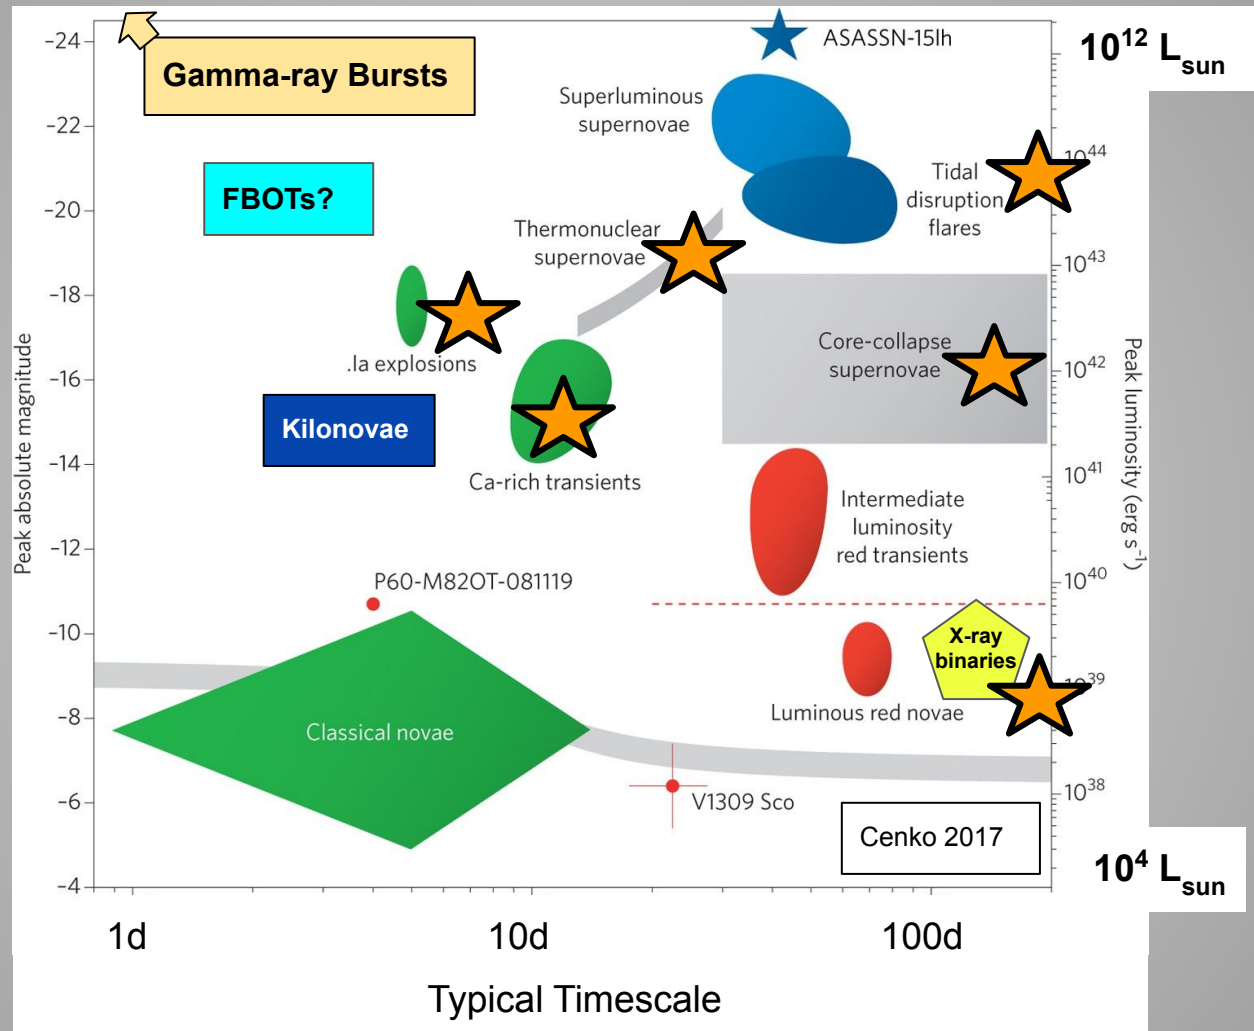 −24
−22
−20
−18
−16
−14
−12
−10
−8
−6
−4
Peak absolute magnitude
Gamma-ray Bursts
FBOTs?
Kilonovae
ASASSN-15lh
Superluminous
supernovae
Tidal
disruption
flares
Thermonuclear
supernovae
.Ia explosions
Core-collapse
supernovae
Ca-rich transients
Intermediate
luminosity
red transients
P60-M82OT-081119
X-ray
binaries
Luminous red novae
Classical novae
V1309 Sco
Cenko 2017
10¹² L_sun
10⁴⁴
10⁴³
10⁴²
10⁴¹
10⁴⁰
10³⁹
10³⁸
Peak luminosity (erg s⁻¹)
10⁴ L_sun
1d
10d
100d
Typical Timescale